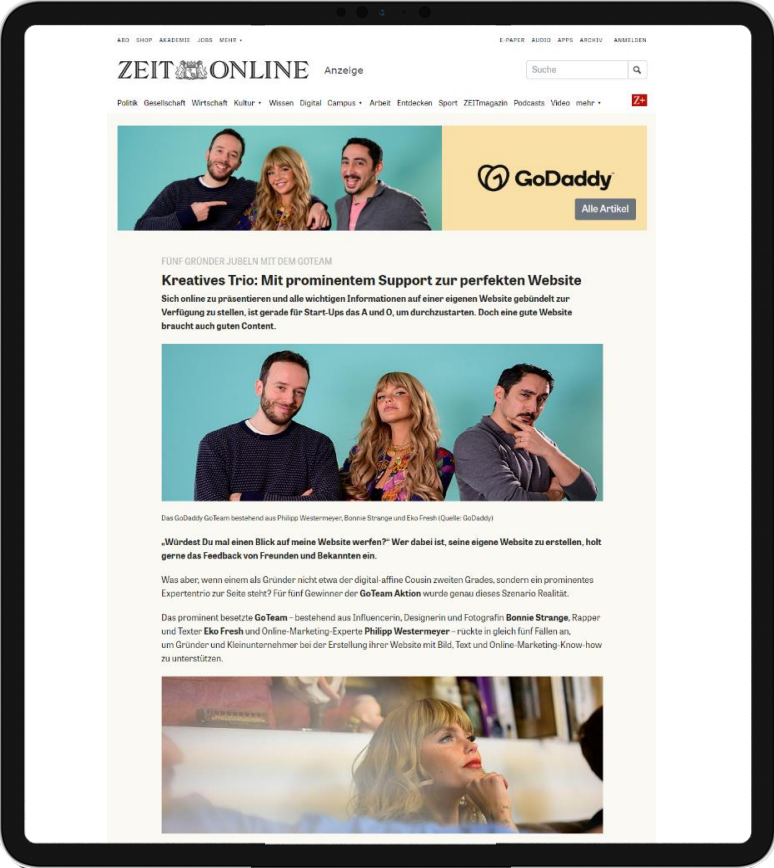 ABO SHOP AKADEMIE JOBS MEHR
E-PAPER AUDIO APPS ARCHIV ANMELDEN
ZEIT ONLINE Anzeige
Suche
Politik Gesellschaft Wirtschaft Kultur Wissen Digital Campus Arbeit Entdecken Sport ZEITmagazin Podcasts Video mehr
Z+
GoDaddy
Alle Artikel
FÜNF GRÜNDER JUBELN MIT DEM GOTEAM
Kreatives Trio: Mit prominentem Support zur perfekten Website
Sich online zu präsentieren und alle wichtigen Informationen auf einer eigenen Website gebündelt zur
Verfügung zu stellen, ist gerade für Start-Ups das A und O, um durchzustarten. Doch eine gute Website
braucht auch guten Content.
Das GoDaddy GoTeam bestehend aus Philipp Westermeyer, Bonnie Strange und Eko Fresh (Quelle: GoDaddy)
„Würdest Du mal einen Blick auf meine Website werfen?“ Wer dabei ist, seine eigene Website zu erstellen, holt
gerne das Feedback von Freunden und Bekannten ein.
Was aber, wenn einem als Gründer nicht etwa der digital-affine Cousin zweiten Grades, sondern ein prominentes
Expertentrio zur Seite steht? Für fünf Gewinner der GoTeam Aktion wurde genau dieses Szenario Realität.
Das prominent besetzte GoTeam – bestehend aus Influencerin, Designerin und Fotografin Bonnie Strange, Rapper
und Texter Eko Fresh und Online-Marketing-Experte Philipp Westermeyer – rückte in gleich fünf Fällen an,
um Gründer und Kleinunternehmer bei der Erstellung ihrer Website mit Bild, Text und Online-Marketing-Know-how
zu unterstützen.